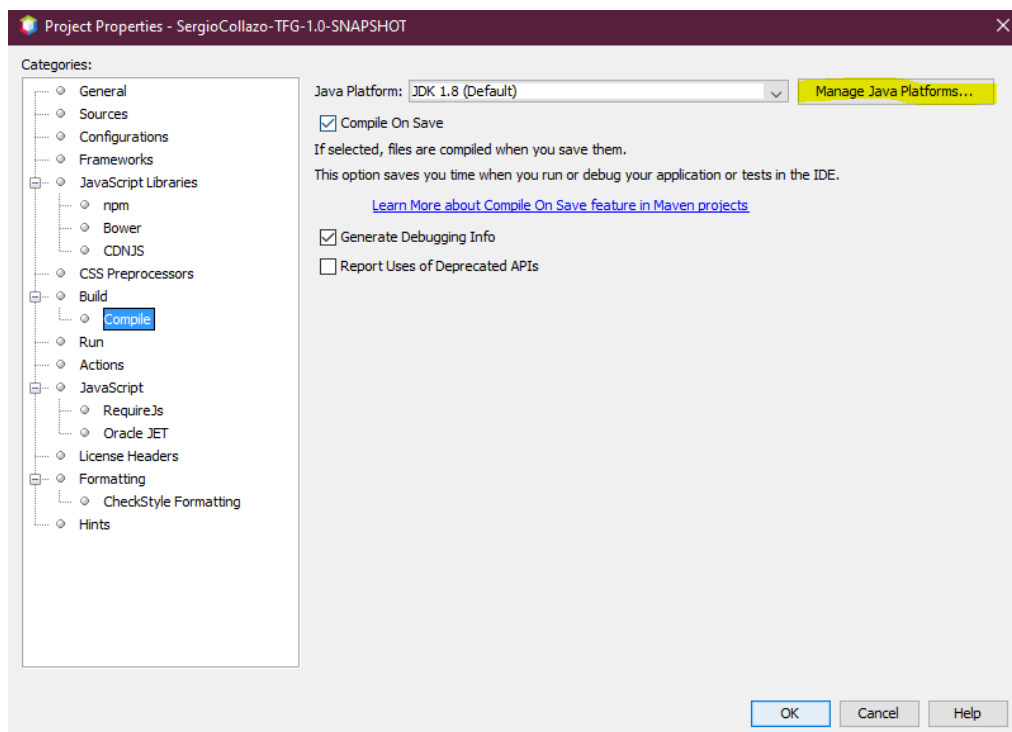 Project Properties - SergioCollazo-TFG-1.0-SNAPSHOT
Categories:
General
Sources
Configurations
Frameworks
JavaScript Libraries
npm
Bower
CDNJS
CSS Preprocessors
Build
Compile
Run
Actions
JavaScript
RequireJs
Oracle JET
License Headers
Formatting
CheckStyle Formatting
Hints
Java Platform: JDK 1.8 (Default) Manage Java Platforms...
Compile On Save
If selected, files are compiled when you save them.
This option saves you time when you run or debug your application or tests in the IDE.
Learn More about Compile On Save feature in Maven projects
Generate Debugging Info
Report Uses of Deprecated APIs
OK Cancel Help